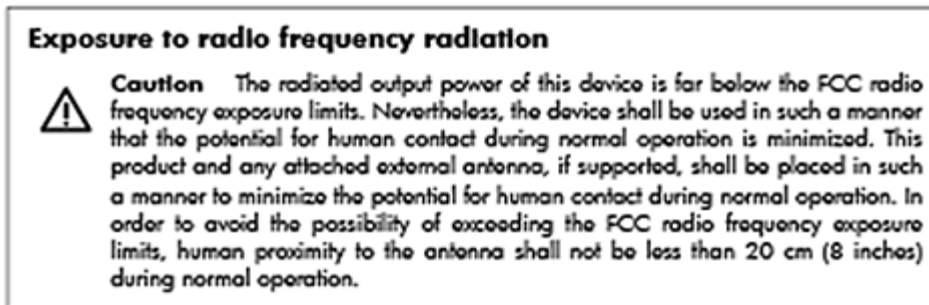 Exposure to radio frequency radiation
Caution The radiated output power of this device is far below the FCC radio
frequency exposure limits. Nevertheless, the device shall be used in such a manner
that the potential for human contact during normal operation is minimized. This
product and any attached external antenna, if supported, shall be placed in such
a manner to minimize the potential for human contact during normal operation. In
order to avoid the possibility of exceeding the FCC radio frequency exposure
limits, human proximity to the antenna shall not be less than 20 cm (8 inches)
during normal operation.